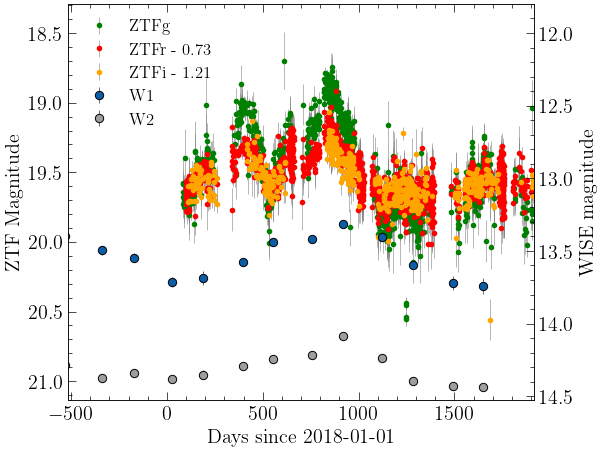 ZTFg
ZTFr - 0.73
ZTFi - 1.21
W1
W2
18.5
19.0
19.5
20.0
20.5
21.0
ZTF Magnitude
12.0
12.5
13.0
13.5
14.0
14.5
WISE magnitude
−500
0
500
1000
1500
Days since 2018-01-01